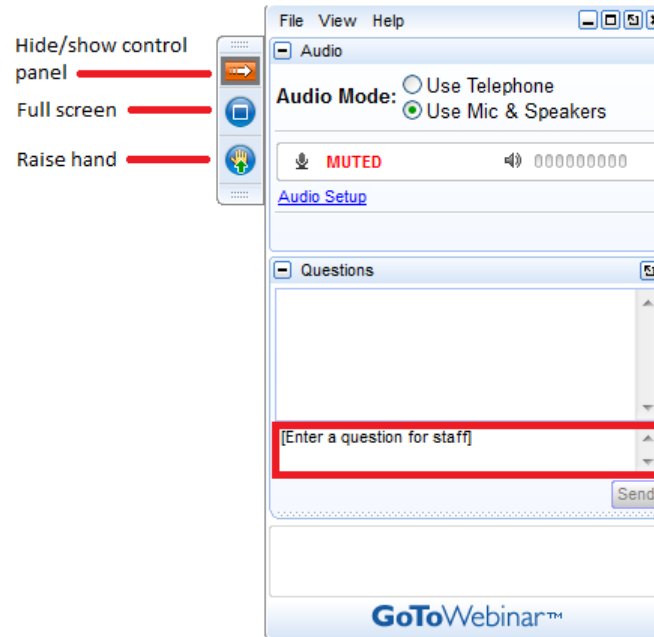 File View Help
Hide/show control
panel
Full screen
Raise hand
Audio
Audio Mode:
Use Telephone
Use Mic & Speakers
MUTED
000000000
Audio Setup
Questions
[Enter a question for staff]
Send
GoToWebinar™